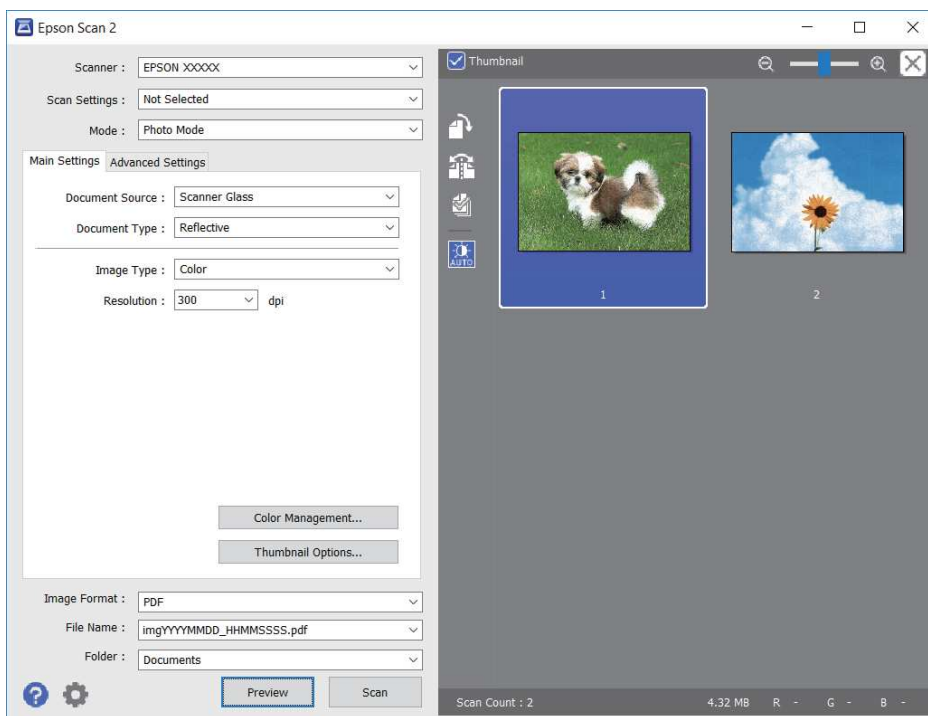 Epson Scan 2
Scanner : EPSON XXXXX
Scan Settings : Not Selected
Mode : Photo Mode
Main Settings Advanced Settings
Document Source : Scanner Glass
Document Type : Reflective
Image Type : Color
Resolution : 300 dpi
Color Management...
Thumbnail Options...
Image Format : PDF
File Name : imgYYYYMMDD_HHMMSSSS.pdf
Folder : Documents
Preview Scan
Thumbnail
AUTO
1 2
Scan Count : 2 4.32 MB R - G - B -